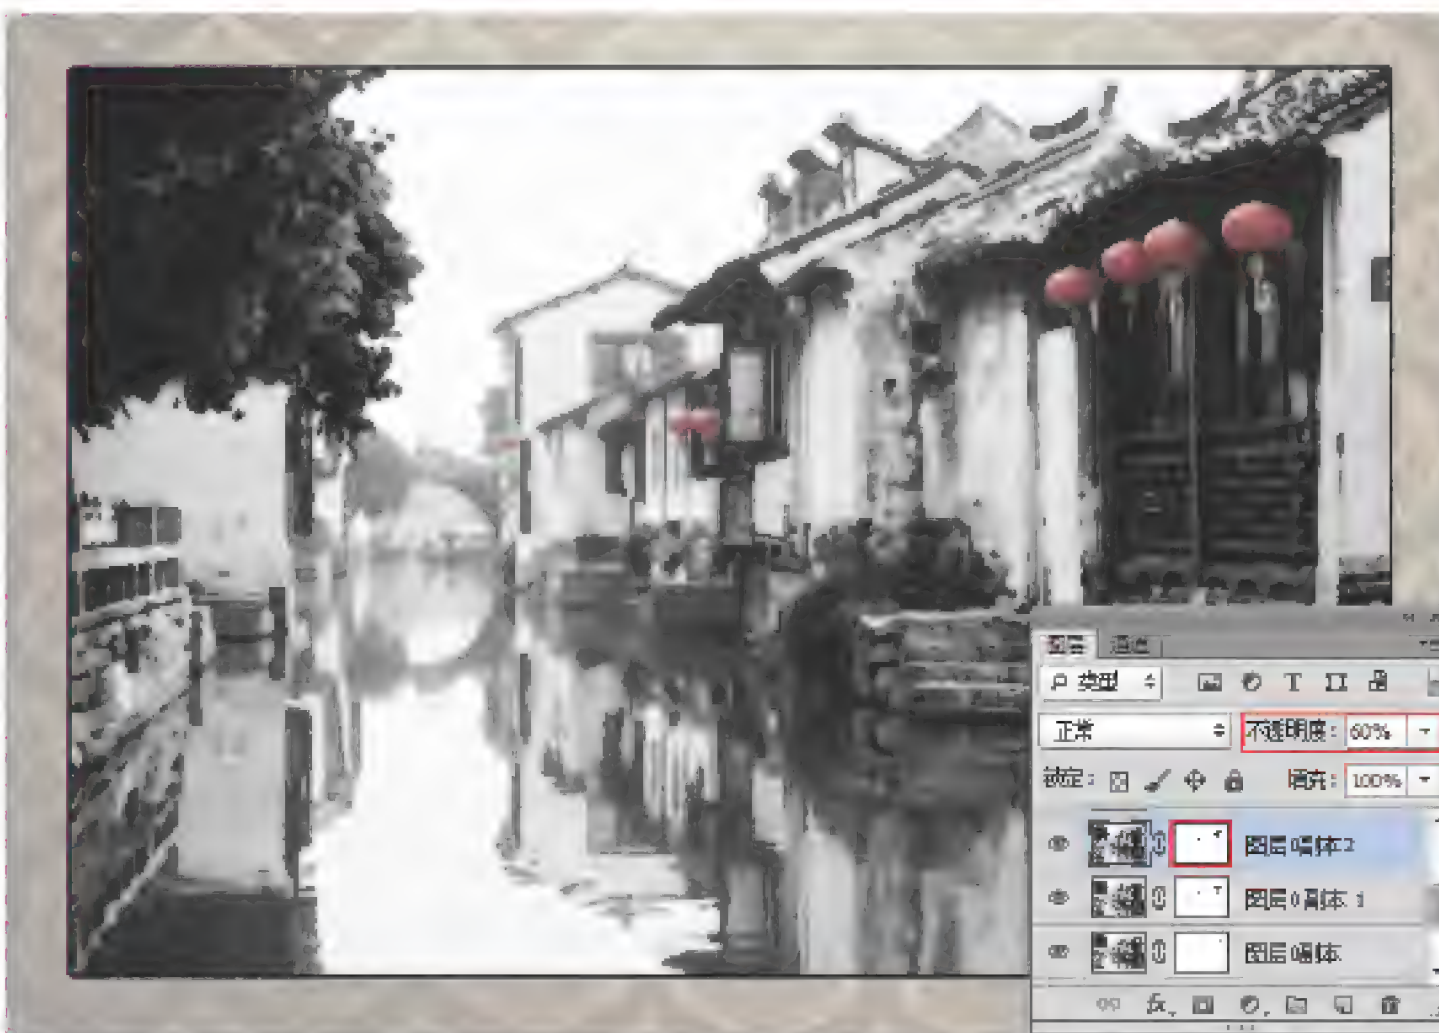 图层 通道
类型
正常 不透明度: 60%
锁定: 填充: 100%
图层 0副本 2
图层 0副本 1
图层 0副本